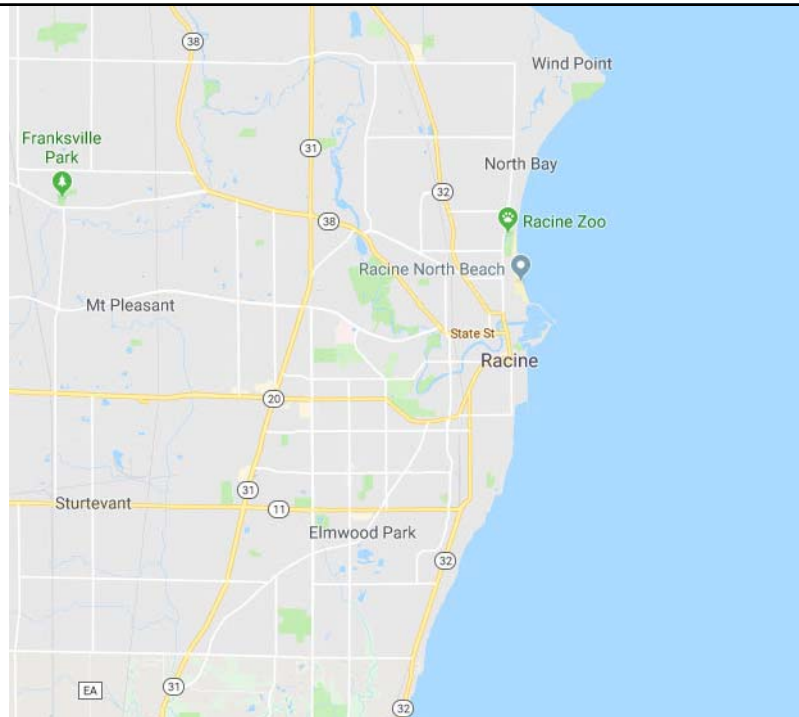 38
Wind Point
31
Franksville
Park
North Bay
32
38
Racine Zoo
Racine North Beach
Mt Pleasant
State St
Racine
20
31
Sturtevant
11
Elmwood Park
32
EA
31
32